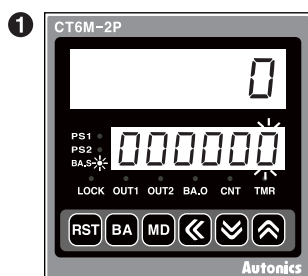 1
CT6M-2P
0
PS1
PS2
BA.S
000000
LOCK OUT1 OUT2 BA.O CNT TMR
RST BA MD
Autonics